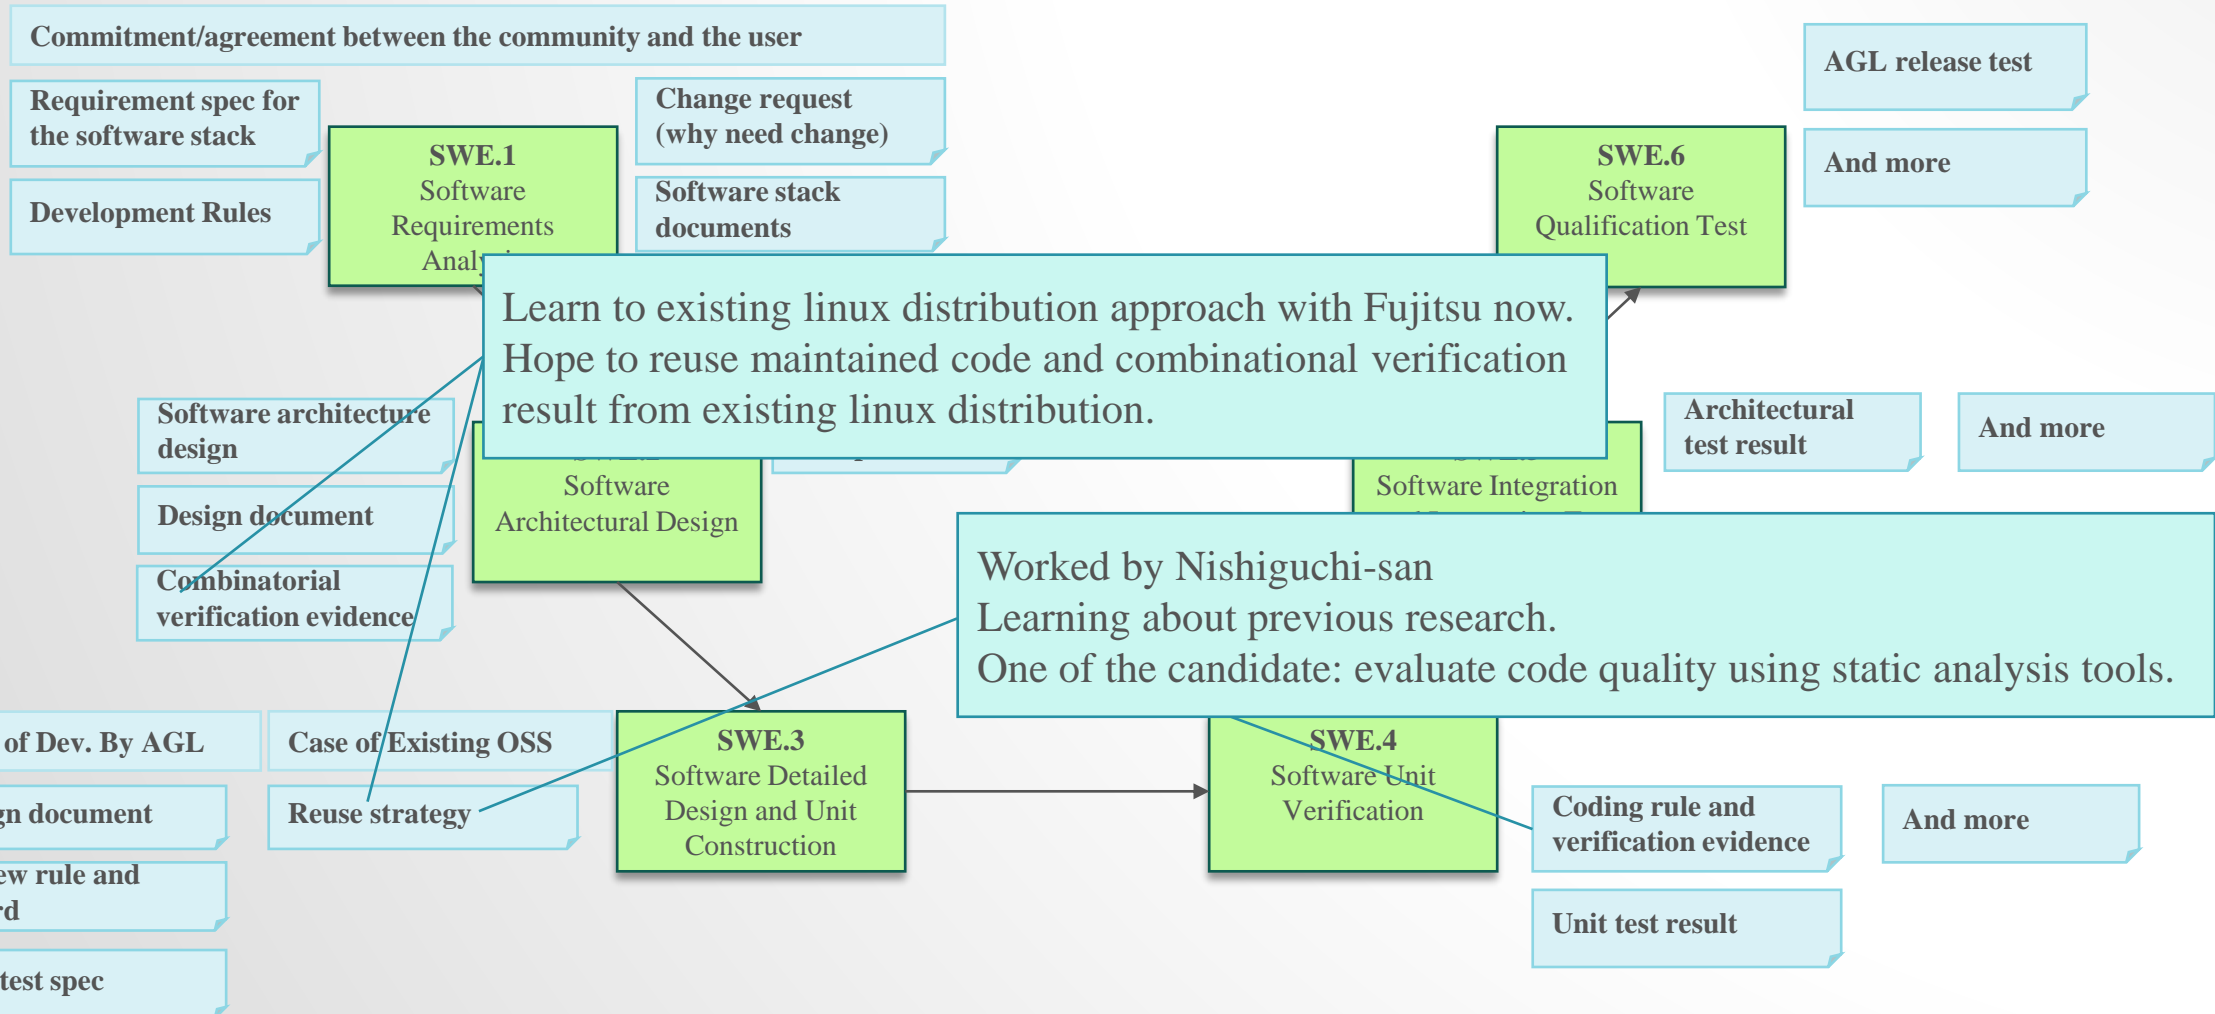 Commitment/agreement between the community and the user
Requirement spec for
the software stack
Development Rules
SWE.1
Software
Requirements
Change request
(why need change)
Software stack
documents
SWE.6
Software
Qualification Test
AGL release test
And more
Learn to existing linux distribution approach with Fujitsu now.
Hope to reuse maintained code and combinational verification
result from existing linux distribution.
Software architecture
design
Design document
Combinatorial
verification evidence
Software
Architectural Design
Software Integration
Architectural
test result
And more
Worked by Nishiguchi-san
Learning about previous research.
One of the candidate: evaluate code quality using static analysis tools.
of Dev. By AGL
Case of Existing OSS
document
Reuse strategy
rule and
test spec
SWE.3
Software Detailed
Design and Unit
Construction
SWE.4
Software Unit
Verification
Coding rule and
verification evidence
And more
Unit test result